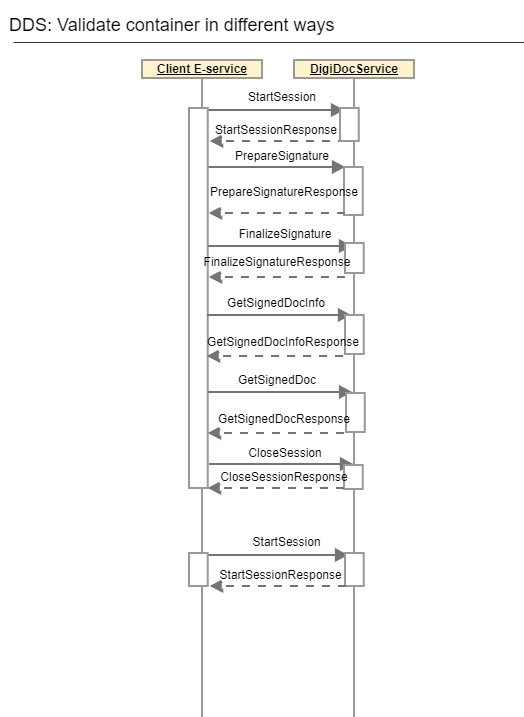 DDS: Validate container in different ways
Client E-service
DigiDocService
StartSession
StartSessionResponse
PrepareSignature
PrepareSignatureResponse
FinalizeSignature
FinalizeSignatureResponse
GetSignedDocInfo
GetSignedDocInfoResponse
GetSignedDoc
GetSignedDocResponse
CloseSession
CloseSessionResponse
StartSession
StartSessionResponse